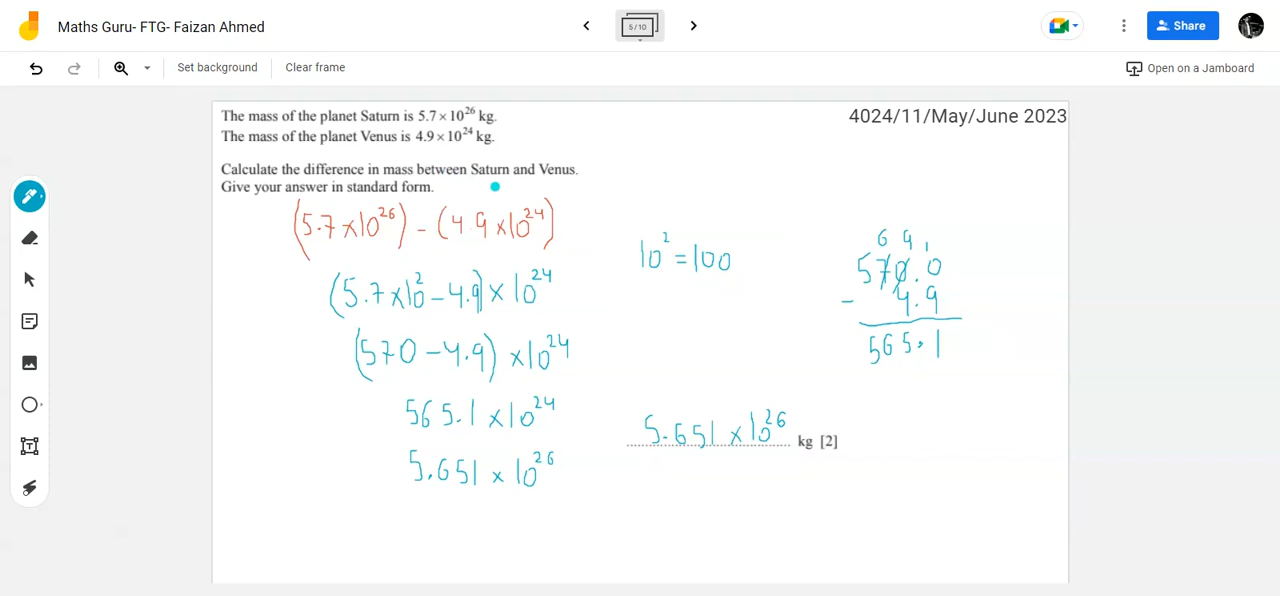 Maths Guru- FTG- Faizan Ahmed
5/10
Share
Set background
Clear frame
Open on a Jamboard
The mass of the planet Saturn is 5.7 × 10²⁶ kg.
4024/11/May/June 2023
The mass of the planet Venus is 4.9 × 10²⁴ kg.
Calculate the difference in mass between Saturn and Venus.
Give your answer in standard form.
(5.7 × 10²⁶) - (4.9 × 10²⁴)
(5.7 × 10² - 4.9) × 10²⁴
(570 - 4.9) × 10²⁴
565.1 × 10²⁴
5.651 × 10²⁶
10² = 100
6 9 1
570.0
- 4.9
565.1
5.651 × 10²⁶ kg [2]